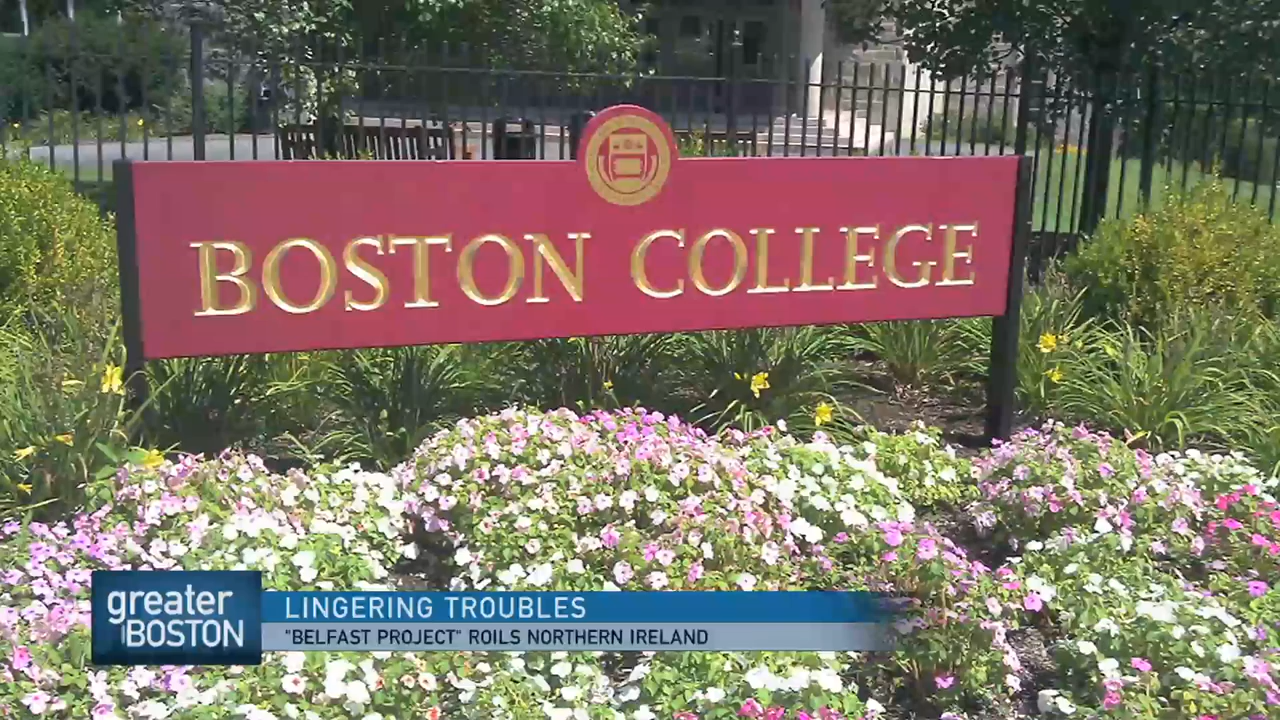 BOSTON COLLEGE
greater
BOSTON
LINGERING TROUBLES
"BELFAST PROJECT" ROILS NORTHERN IRELAND